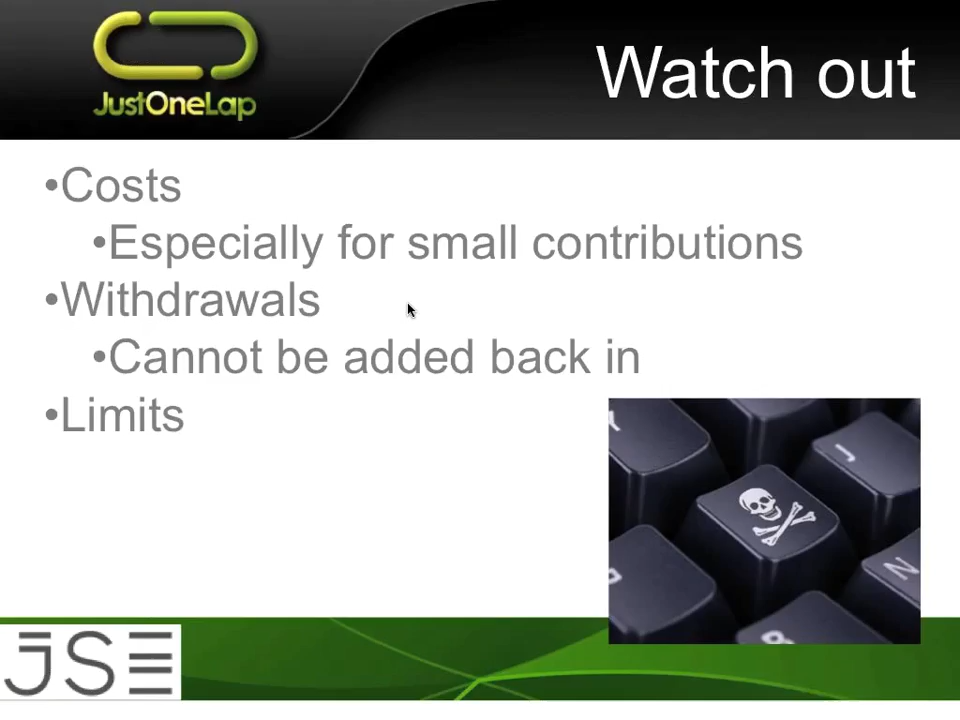 JustOneLap
Watch out
•Costs
•Especially for small contributions
•Withdrawals
•Cannot be added back in
•Limits
N
JSE